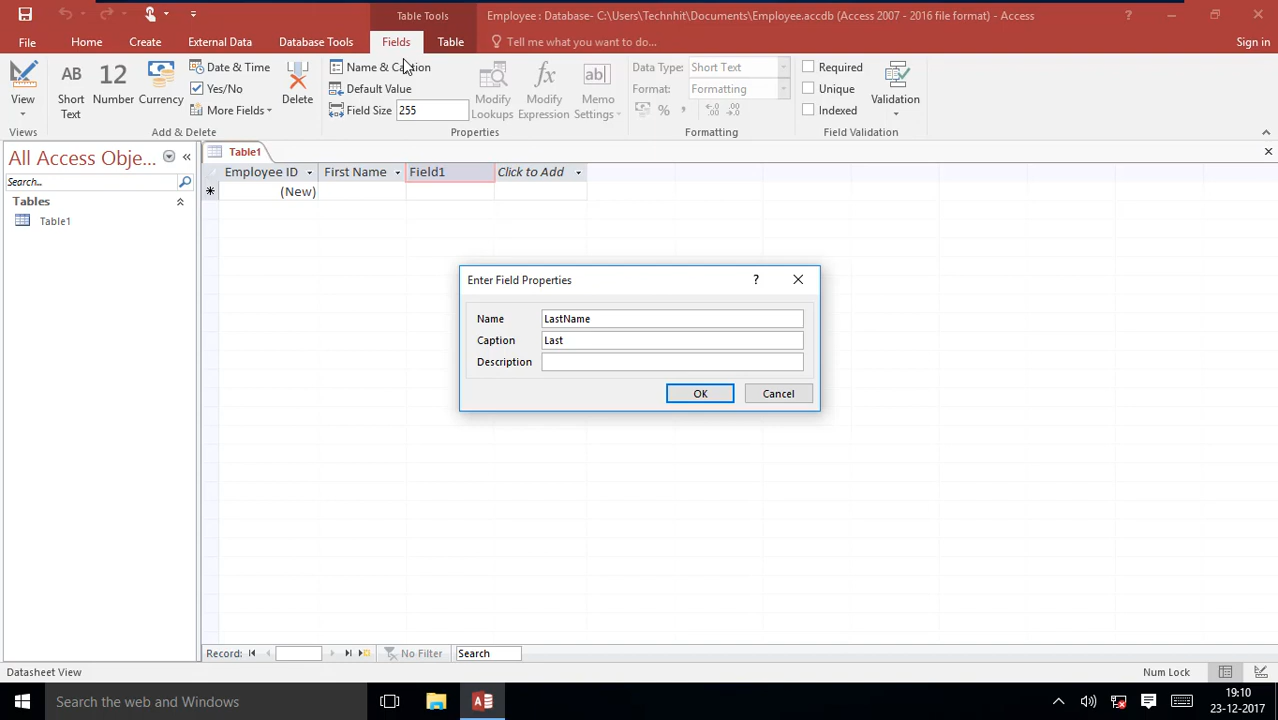 Table Tools
Employee : Database- C:\Users\Technhit\Documents\Employee.accdb (Access 2007 - 2016 file format) - Access
?
File
Home
Create
External Data
Database Tools
Fields
Table
Tell me what you want to do...
Sign in
View
AB
Short Text
12
Number
Currency
Date & Time
Yes/No
More Fields
Delete
Name & Caption
Default Value
Field Size 255
Modify Lookups
fx
Modify Expression
ab
Memo Settings
Data Type: Short Text
Format: Formatting
%
Required
Unique
Indexed
Validation
Views
Add & Delete
Properties
Formatting
Field Validation
All Access Obje...
Search...
Tables
Table1
Table1
Employee ID First Name Field1 Click to Add
(New)
Enter Field Properties ?
Name LastName
Caption Last
Description
OK Cancel
Record: No Filter Search
Datasheet View
Num Lock
Search the web and Windows
19:10
23-12-2017